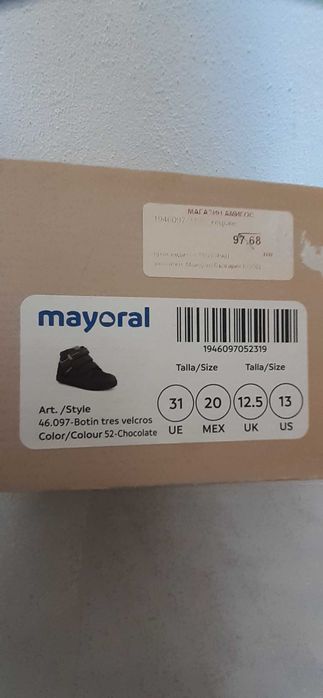 МАГАЗИН АМИГОС
97.68
mayoral
1946097052319
Talla/Size Talla/Size
31 20 12.5 13
UE MEX UK US
Art. /Style
46.097-Botin tres velcros
Color/Colour 52-Chocolate